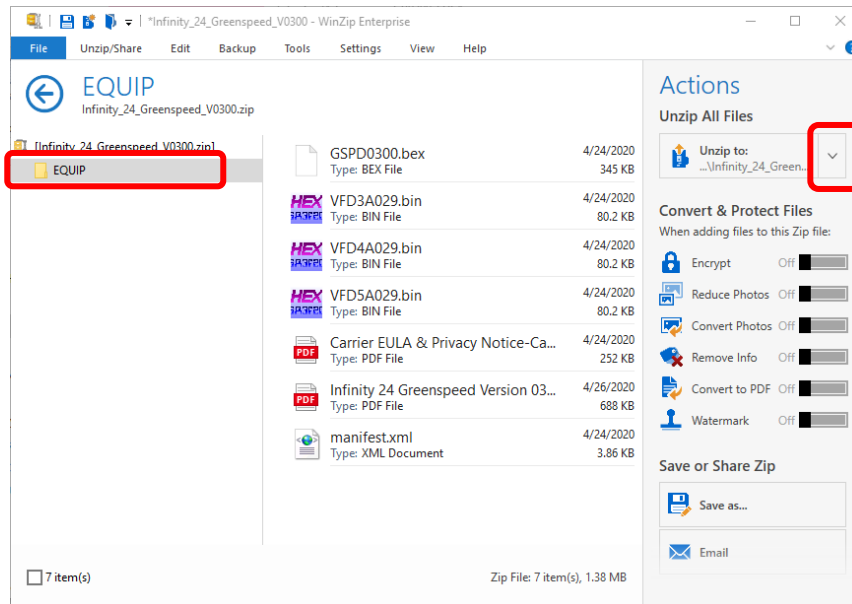 *Infinity_24_Greenspeed_V0300 - WinZip Enterprise
File Unzip/Share Edit Backup Tools Settings View Help
EQUIP
Infinity_24_Greenspeed_V0300.zip
[Infinity_24_Greenspeed_V0300.zip]
EQUIP
GSPD0300.bex 4/24/2020
Type: BEX File 345 KB
HEX VFD3A029.bin 4/24/2020
Type: BIN File 80.2 KB
HEX VFD4A029.bin 4/24/2020
Type: BIN File 80.2 KB
HEX VFD5A029.bin 4/24/2020
Type: BIN File 80.2 KB
PDF Carrier EULA & Privacy Notice-Ca... 4/24/2020
Type: PDF File 252 KB
PDF Infinity 24 Greenspeed Version 03... 4/26/2020
Type: PDF File 688 KB
manifest.xml 4/24/2020
Type: XML Document 3.86 KB
7 item(s)
Zip File: 7 item(s), 1.38 MB
Actions
Unzip All Files
Unzip to:
...\Infinity_24_Green...
Convert & Protect Files
When adding files to this Zip file:
Encrypt Off
Reduce Photos Off
Convert Photos Off
Remove Info Off
Convert to PDF Off
Watermark Off
Save or Share Zip
Save as...
Email